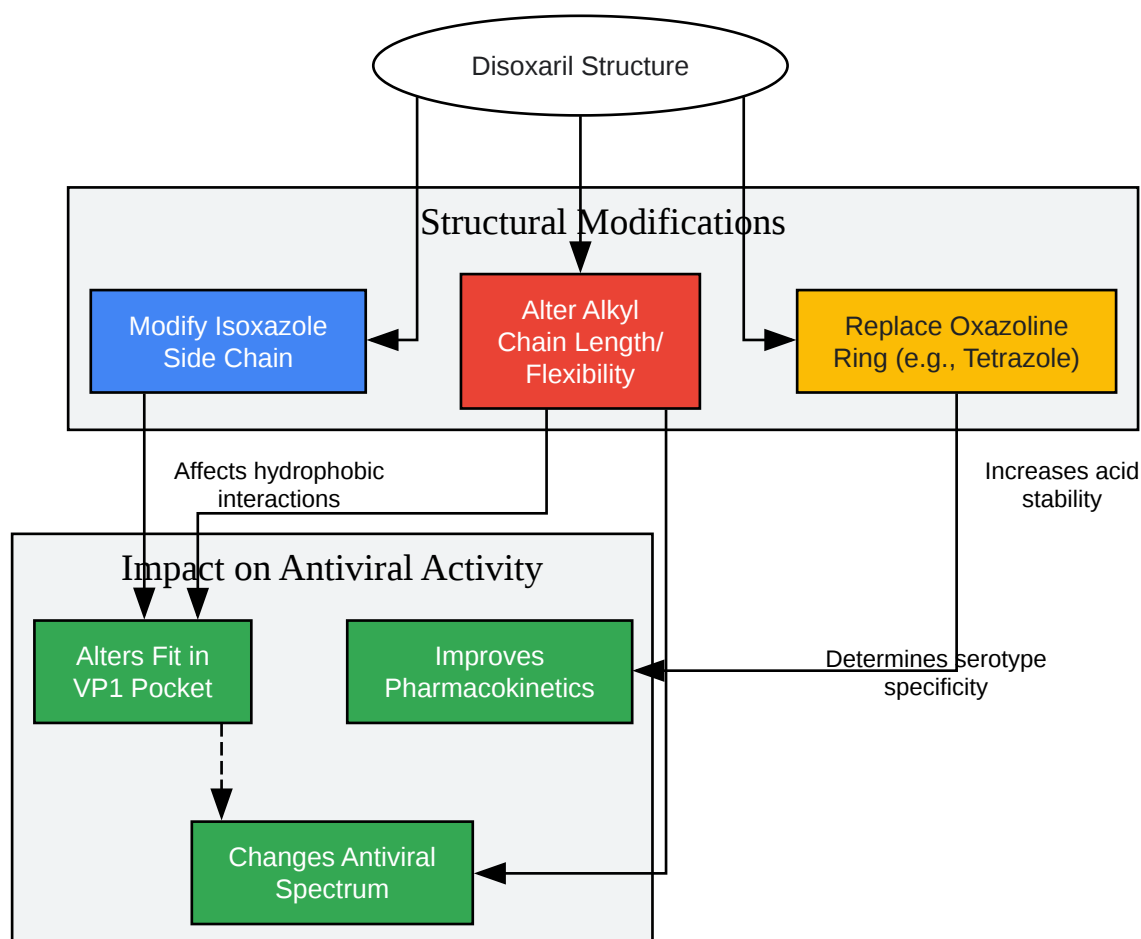 Disoxaril Structure
Structural Modifications
Modify Isoxazole
Side Chain
Alter Alkyl
Chain Length/
Flexibility
Replace Oxazoline
Ring (e.g., Tetrazole)
Affects hydrophobic
interactions
Increases acid
stability
Impact on Antiviral Activity
Alters Fit in
VP1 Pocket
Improves
Pharmacokinetics
Determines serotype
specificity
Changes Antiviral
Spectrum